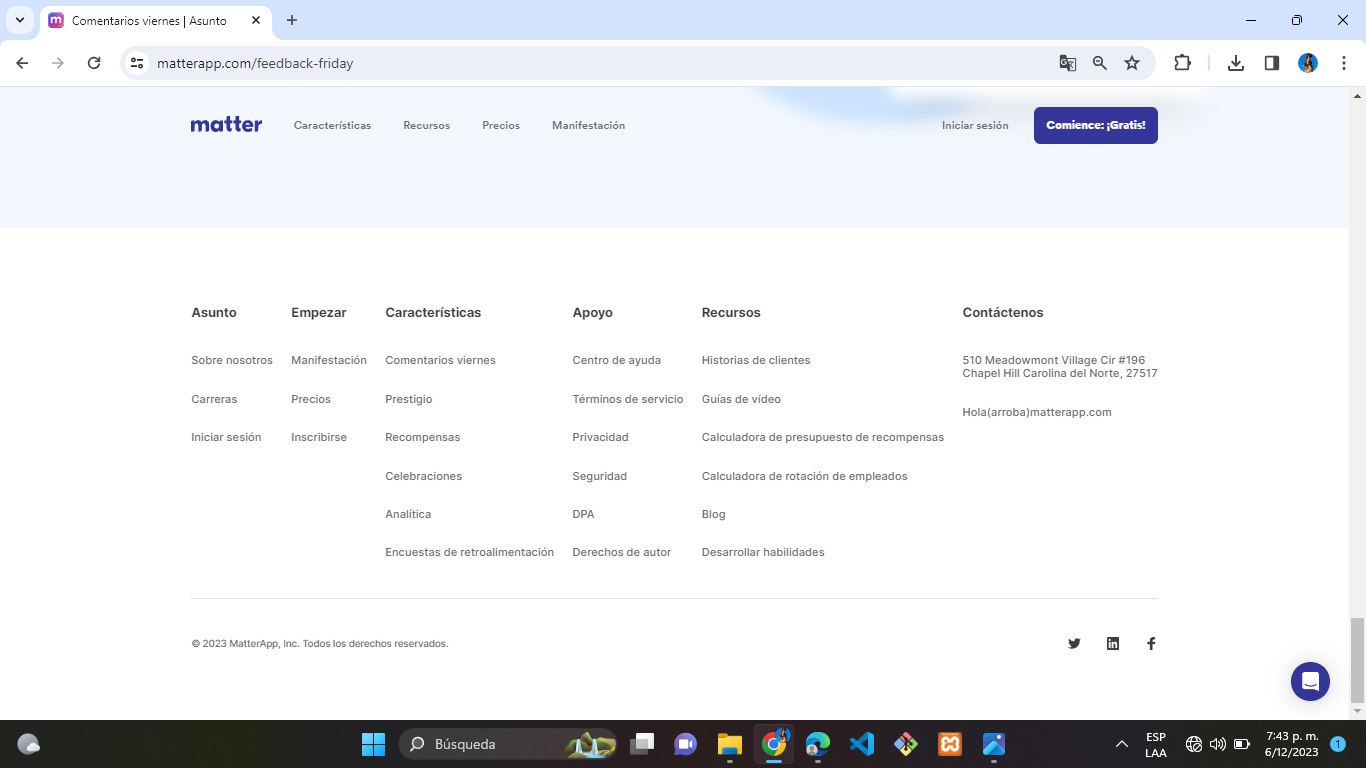 Comentarios viernes | Asunto
matterapp.com/feedback-friday
matter
Características
Recursos
Precios
Manifestación
Iniciar sesión
Comience: ¡Gratis!
Asunto
Sobre nosotros
Carreras
Iniciar sesión
Empezar
Manifestación
Precios
Inscribirse
Características
Comentarios viernes
Prestigio
Recompensas
Celebraciones
Analítica
Encuestas de retroalimentación
Apoyo
Centro de ayuda
Términos de servicio
Privacidad
Seguridad
DPA
Derechos de autor
Recursos
Historias de clientes
Guías de vídeo
Calculadora de presupuesto de recompensas
Calculadora de rotación de empleados
Blog
Desarrollar habilidades
Contáctenos
510 Meadowmont Village Cir #196
Chapel Hill Carolina del Norte, 27517
Hola(arroba)matterapp.com
© 2023 MatterApp, Inc. Todos los derechos reservados.
Búsqueda
ESP
LAA
7:43 p. m.
6/12/2023
1